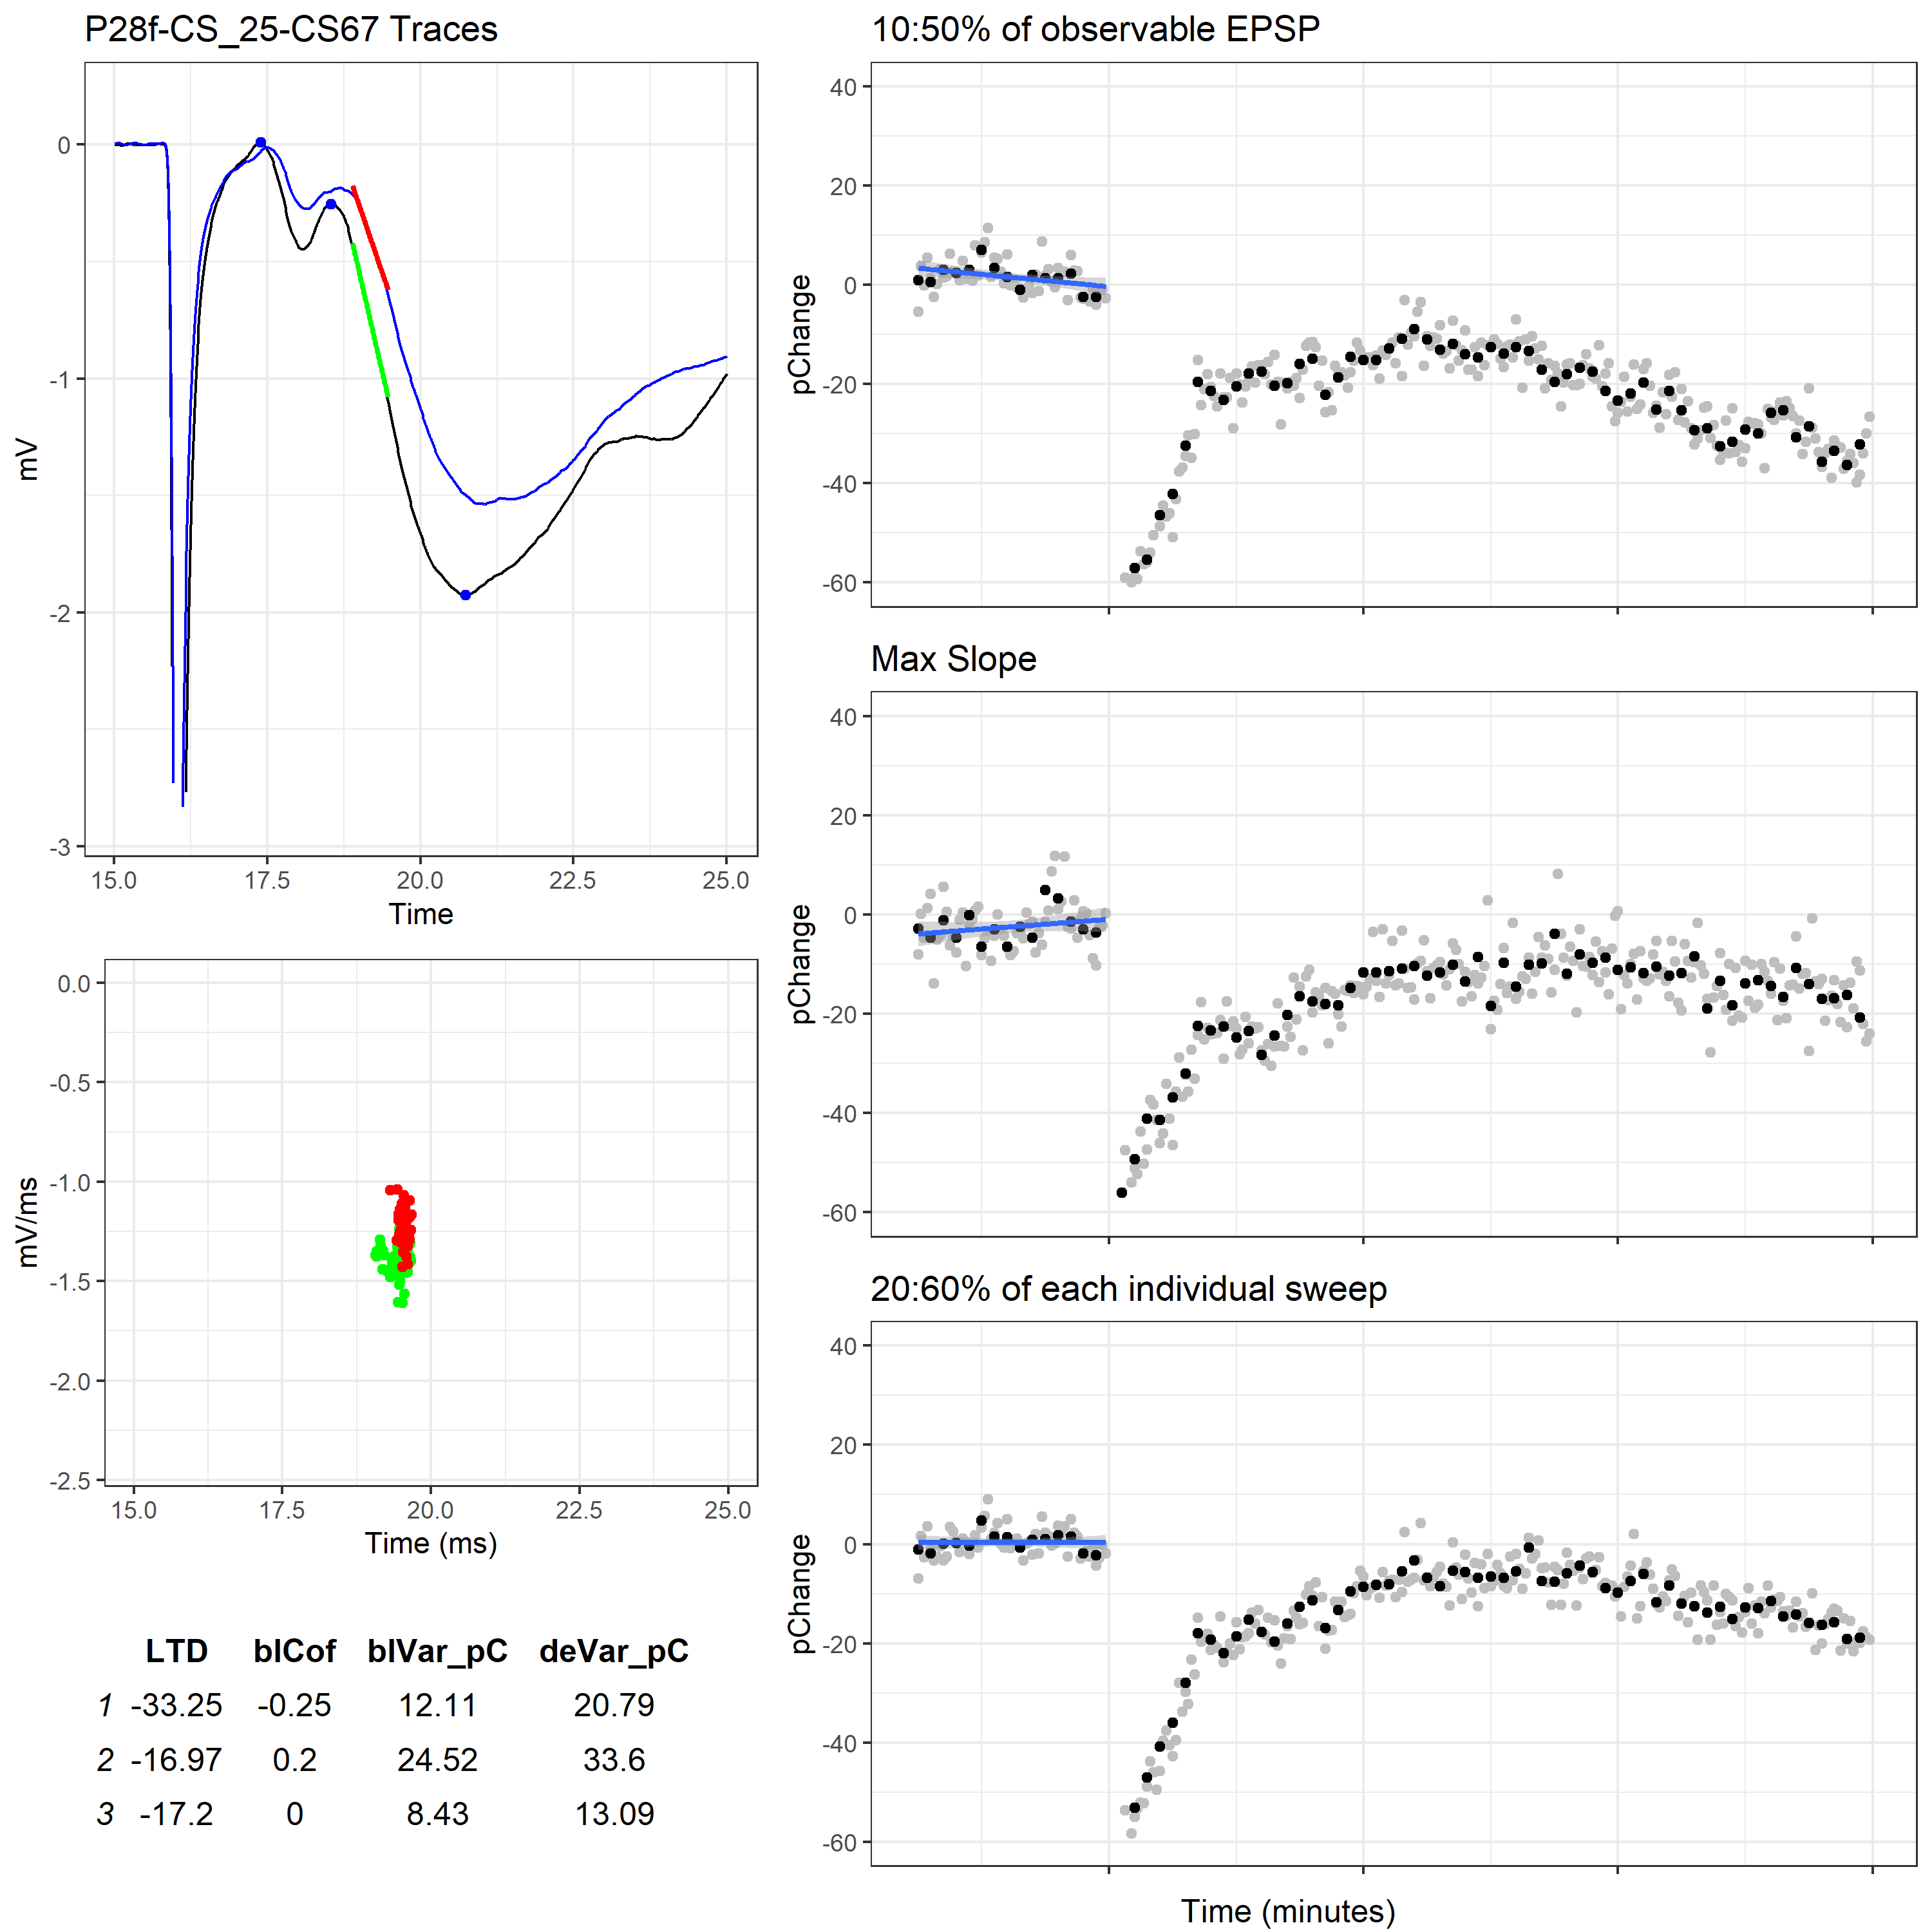 P28f-CS_25-CS67 Traces
mV
0
-1
-2
-3
15.0 17.5 20.0 22.5 25.0
Time
mV/ms
0.0
-0.5
-1.0
-1.5
-2.0
-2.5
15.0 17.5 20.0 22.5 25.0
Time (ms)
LTD blCof blVar_pC deVar_pC
1 -33.25 -0.25 12.11 20.79
2 -16.97 0.2 24.52 33.6
3 -17.2 0 8.43 13.09
10:50% of observable EPSP
pChange
40
20
0
-20
-40
-60
Max Slope
pChange
40
20
0
-20
-40
-60
20:60% of each individual sweep
pChange
40
20
0
-20
-40
-60
Time (minutes)